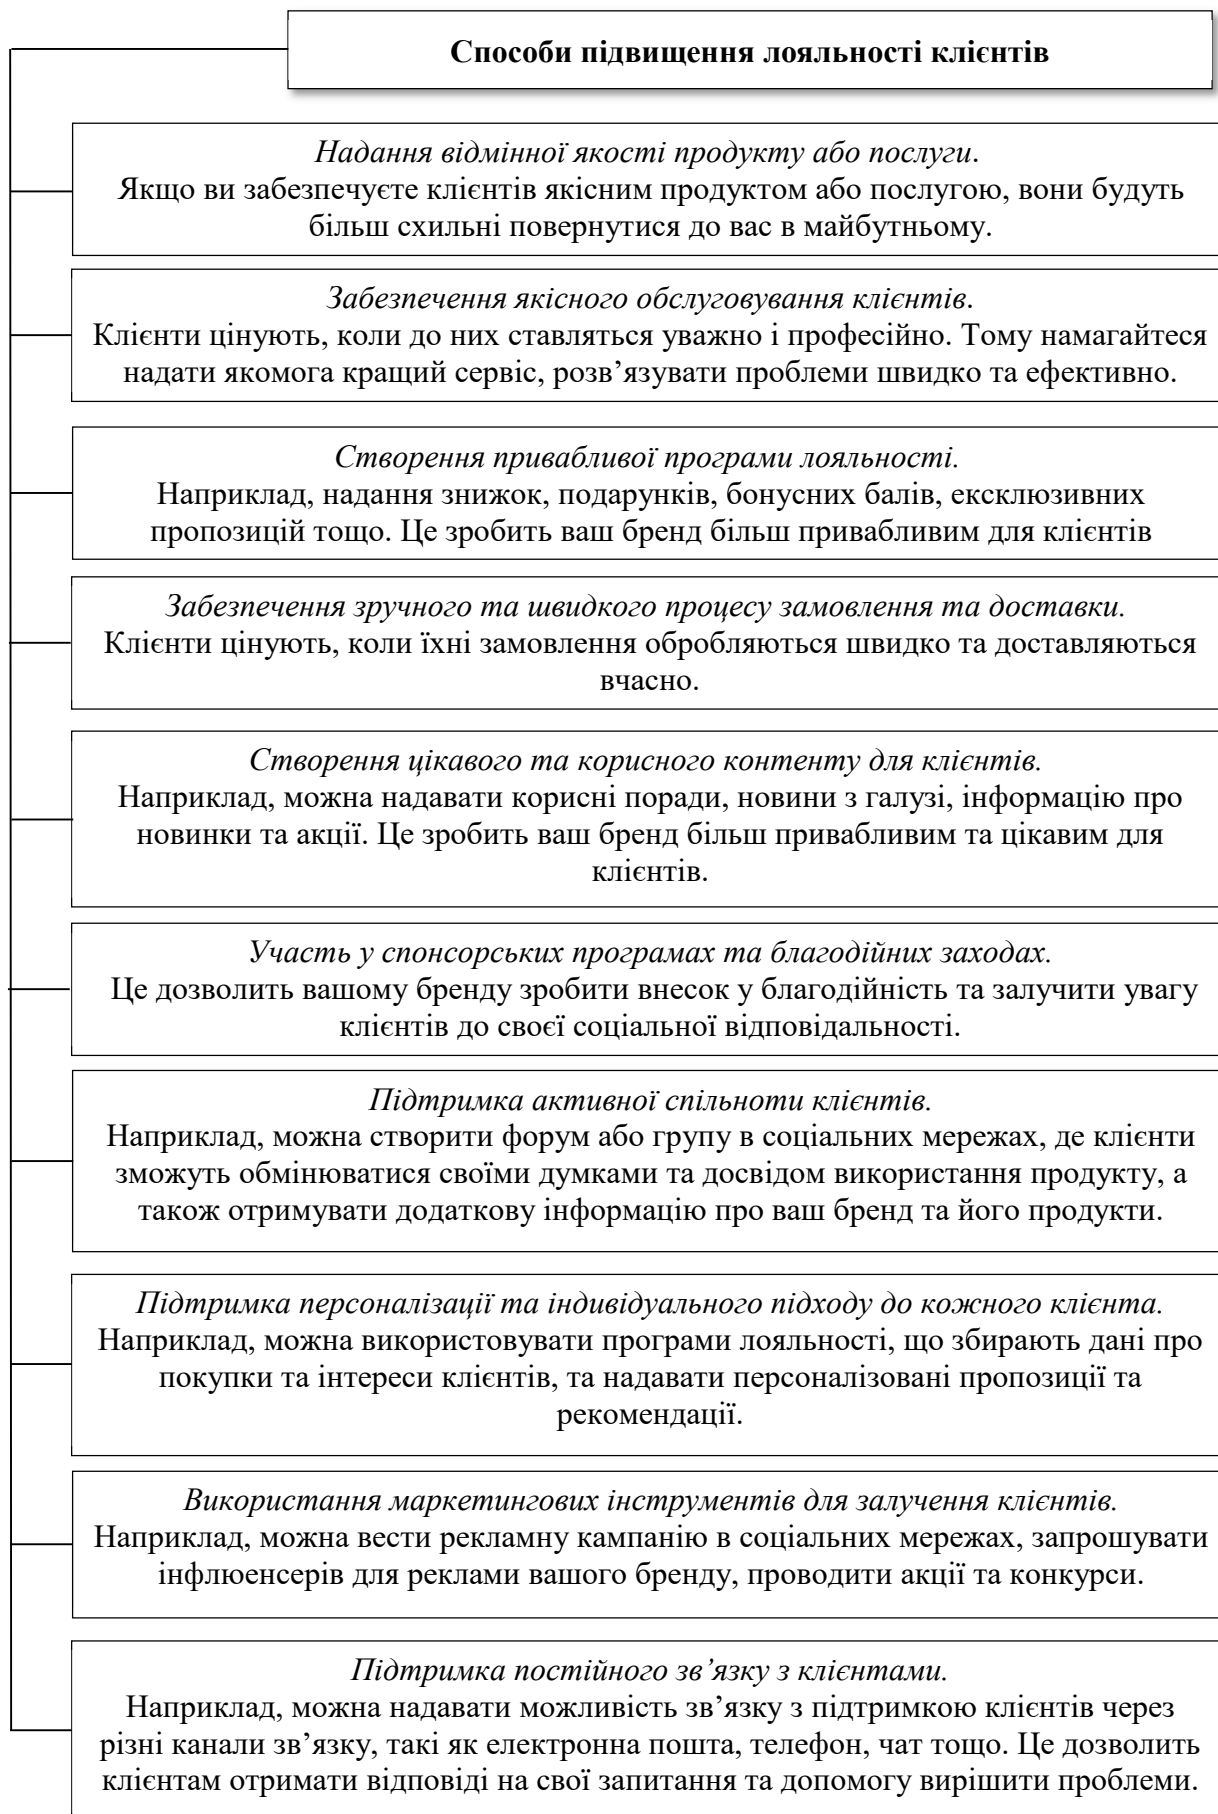 Способи підвищення лояльності клієнтів
Надання відмінної якості продукту або послуги.
Якщо ви забезпечуєте клієнтів якісним продуктом або послугою, вони будуть
більш схильні повернутися до вас в майбутньому.
Забезпечення якісного обслуговування клієнтів.
Клієнти цінують, коли до них ставляться уважно і професійно. Тому намагайтеся
надати якомога кращий сервіс, розв’язувати проблеми швидко та ефективно.
Створення привабливої програми лояльності.
Наприклад, надання знижок, подарунків, бонусних балів, ексклюзивних
пропозицій тощо. Це зробить ваш бренд більш привабливим для клієнтів
Забезпечення зручного та швидкого процесу замовлення та доставки.
Клієнти цінують, коли їхні замовлення обробляються швидко та доставляються
вчасно.
Створення цікавого та корисного контенту для клієнтів.
Наприклад, можна надавати корисні поради, новини з галузі, інформацію про
новинки та акції. Це зробить ваш бренд більш привабливим та цікавим для
клієнтів.
Участь у спонсорських програмах та благодійних заходах.
Це дозволить вашому бренду зробити внесок у благодійність та залучити увагу
клієнтів до своєї соціальної відповідальності.
Підтримка активної спільноти клієнтів.
Наприклад, можна створити форум або групу в соціальних мережах, де клієнти
зможуть обмінюватися своїми думками та досвідом використання продукту, а
також отримувати додаткову інформацію про ваш бренд та його продукти.
Підтримка персоналізації та індивідуального підходу до кожного клієнта.
Наприклад, можна використовувати програми лояльності, що збирають дані про
покупки та інтереси клієнтів, та надавати персоналізовані пропозиції та
рекомендації.
Використання маркетингових інструментів для залучення клієнтів.
Наприклад, можна вести рекламну кампанію в соціальних мережах, запрошувати
інфлюенсерів для реклами вашого бренду, проводити акції та конкурси.
Підтримка постійного зв’язку з клієнтами.
Наприклад, можна надавати можливість зв’язку з підтримкою клієнтів через
різні канали зв’язку, такі як електронна пошта, телефон, чат тощо. Це дозволить
клієнтам отримати відповіді на свої запитання та допомогу вирішити проблеми.